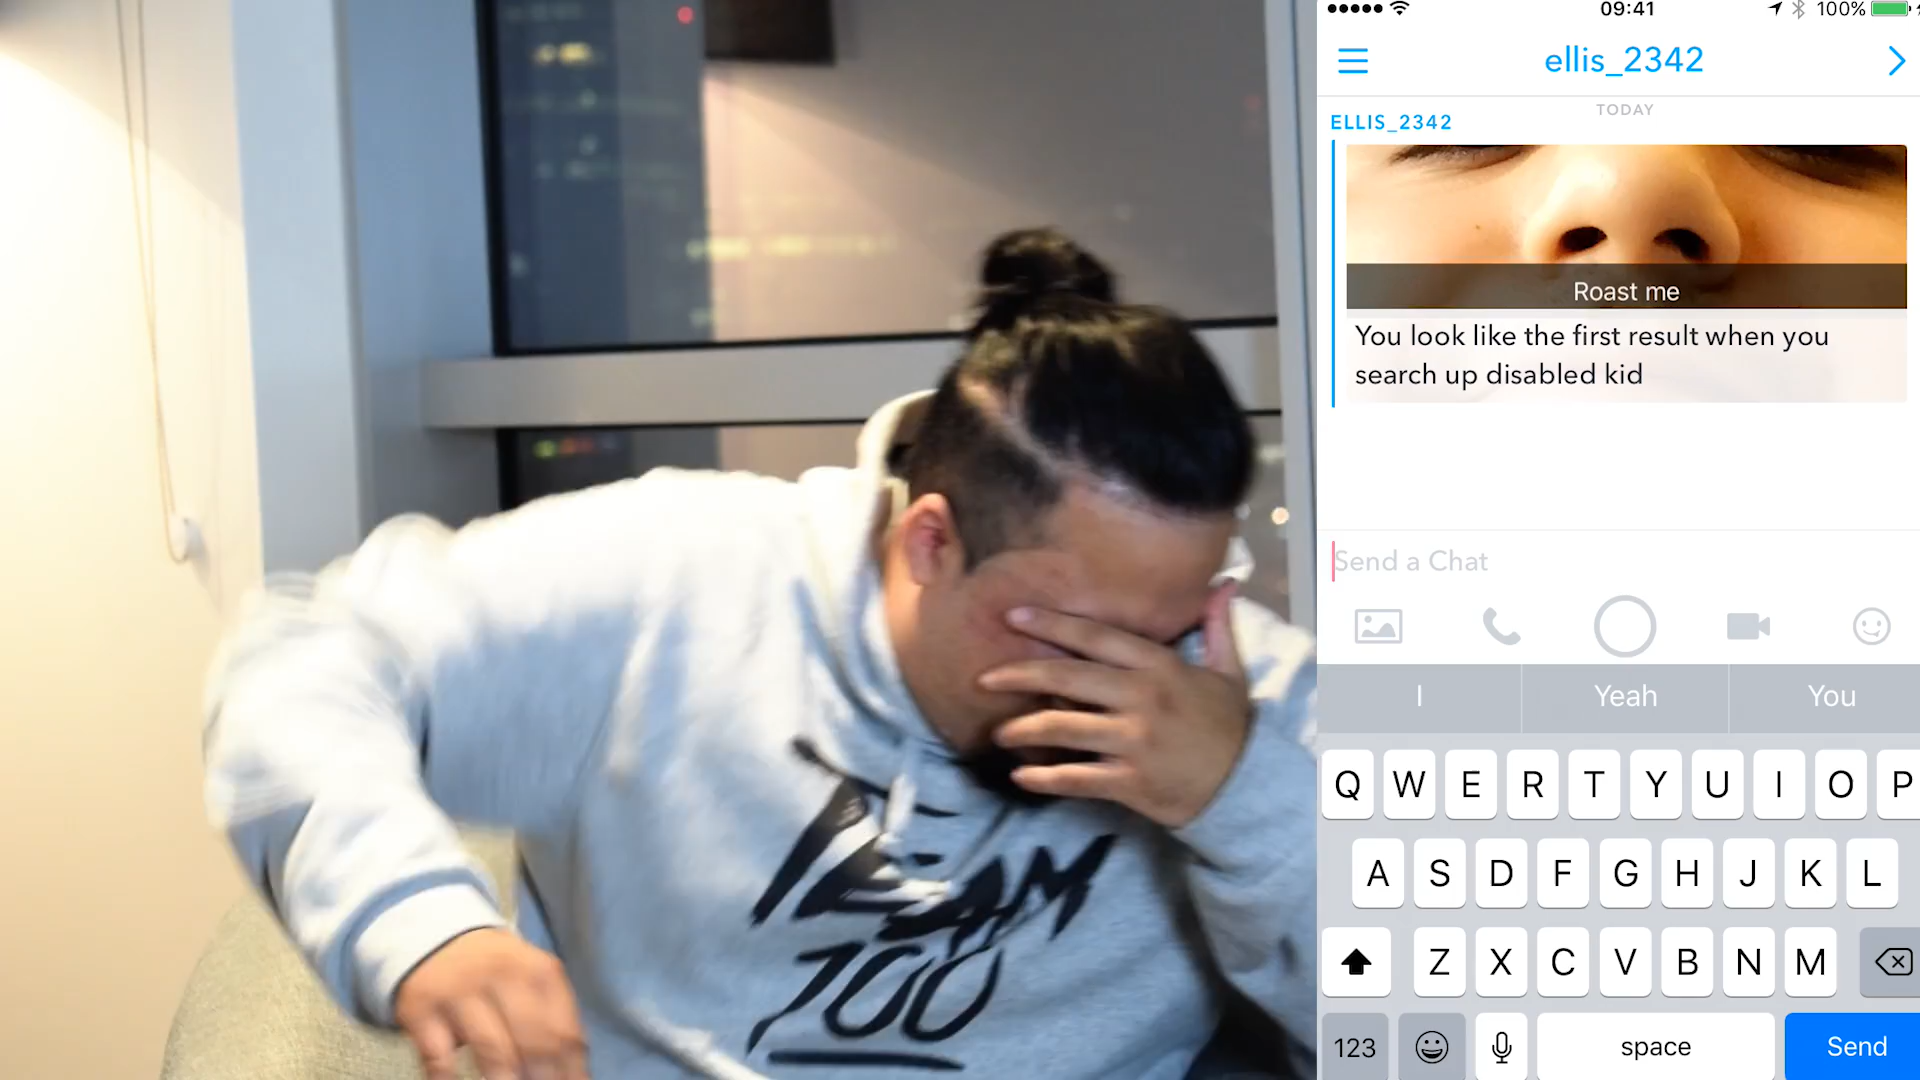 TEAM
100
09:41
100%
ellis_2342
TODAY
ELLIS_2342
Roast me
You look like the first result when you
search up disabled kid
Send a Chat
I Yeah You
Q W E R T Y U I O P
A S D F G H J K L
Z X C V B N M
123 space Send